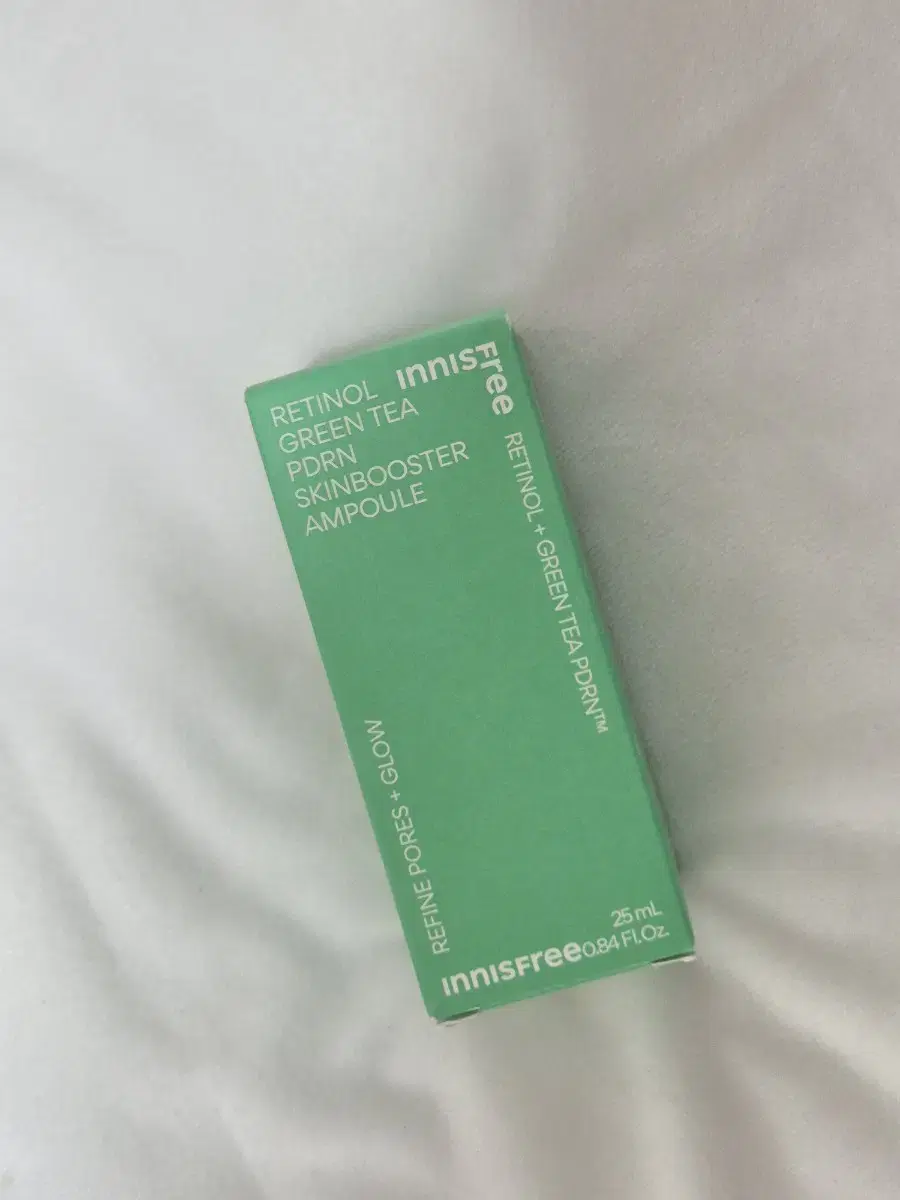 RETINOL
GREEN TEA
PDRN
SKINBOOSTER
AMPOULE
INNISFree
RETINOL + GREEN TEA PDRN™
REFINE PORES + GLOW
25 mL
0.84 Fl.Oz.
INNISFree